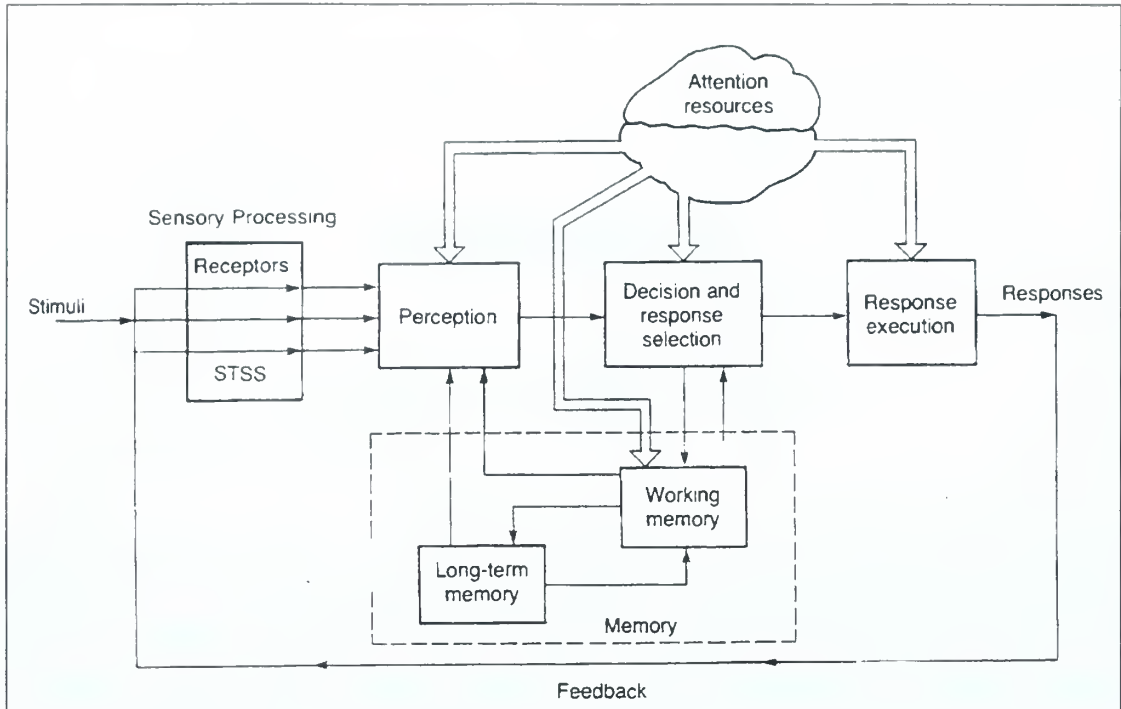 Attention
resources
Sensory Processing
Receptors
Stimuli
STSS
Perception
Decision and
response
selection
Response
execution
Responses
Working
memory
Long-term
memory
Memory
Feedback